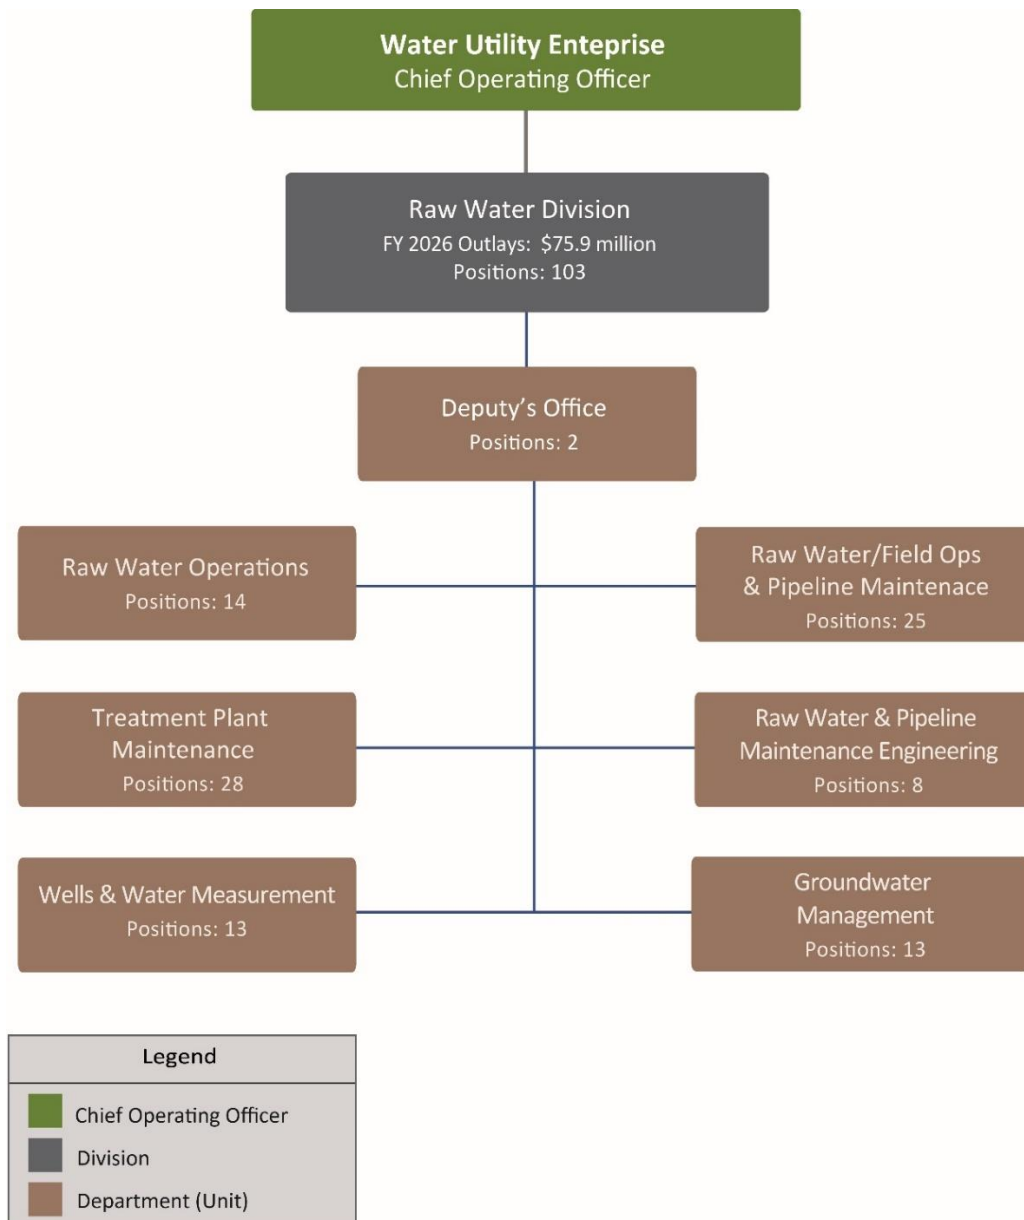 Water Utility Enteprise
Chief Operating Officer
Raw Water Division
FY 2026 Outlays: $75.9 million
Positions: 103
Deputy’s Office
Positions: 2
Raw Water Operations
Positions: 14
Raw Water/Field Ops
& Pipeline Maintenace
Positions: 25
Treatment Plant
Maintenance
Positions: 28
Raw Water & Pipeline
Maintenance Engineering
Positions: 8
Wells & Water Measurement
Positions: 13
Groundwater
Management
Positions: 13
Legend
Chief Operating Officer
Division
Department (Unit)